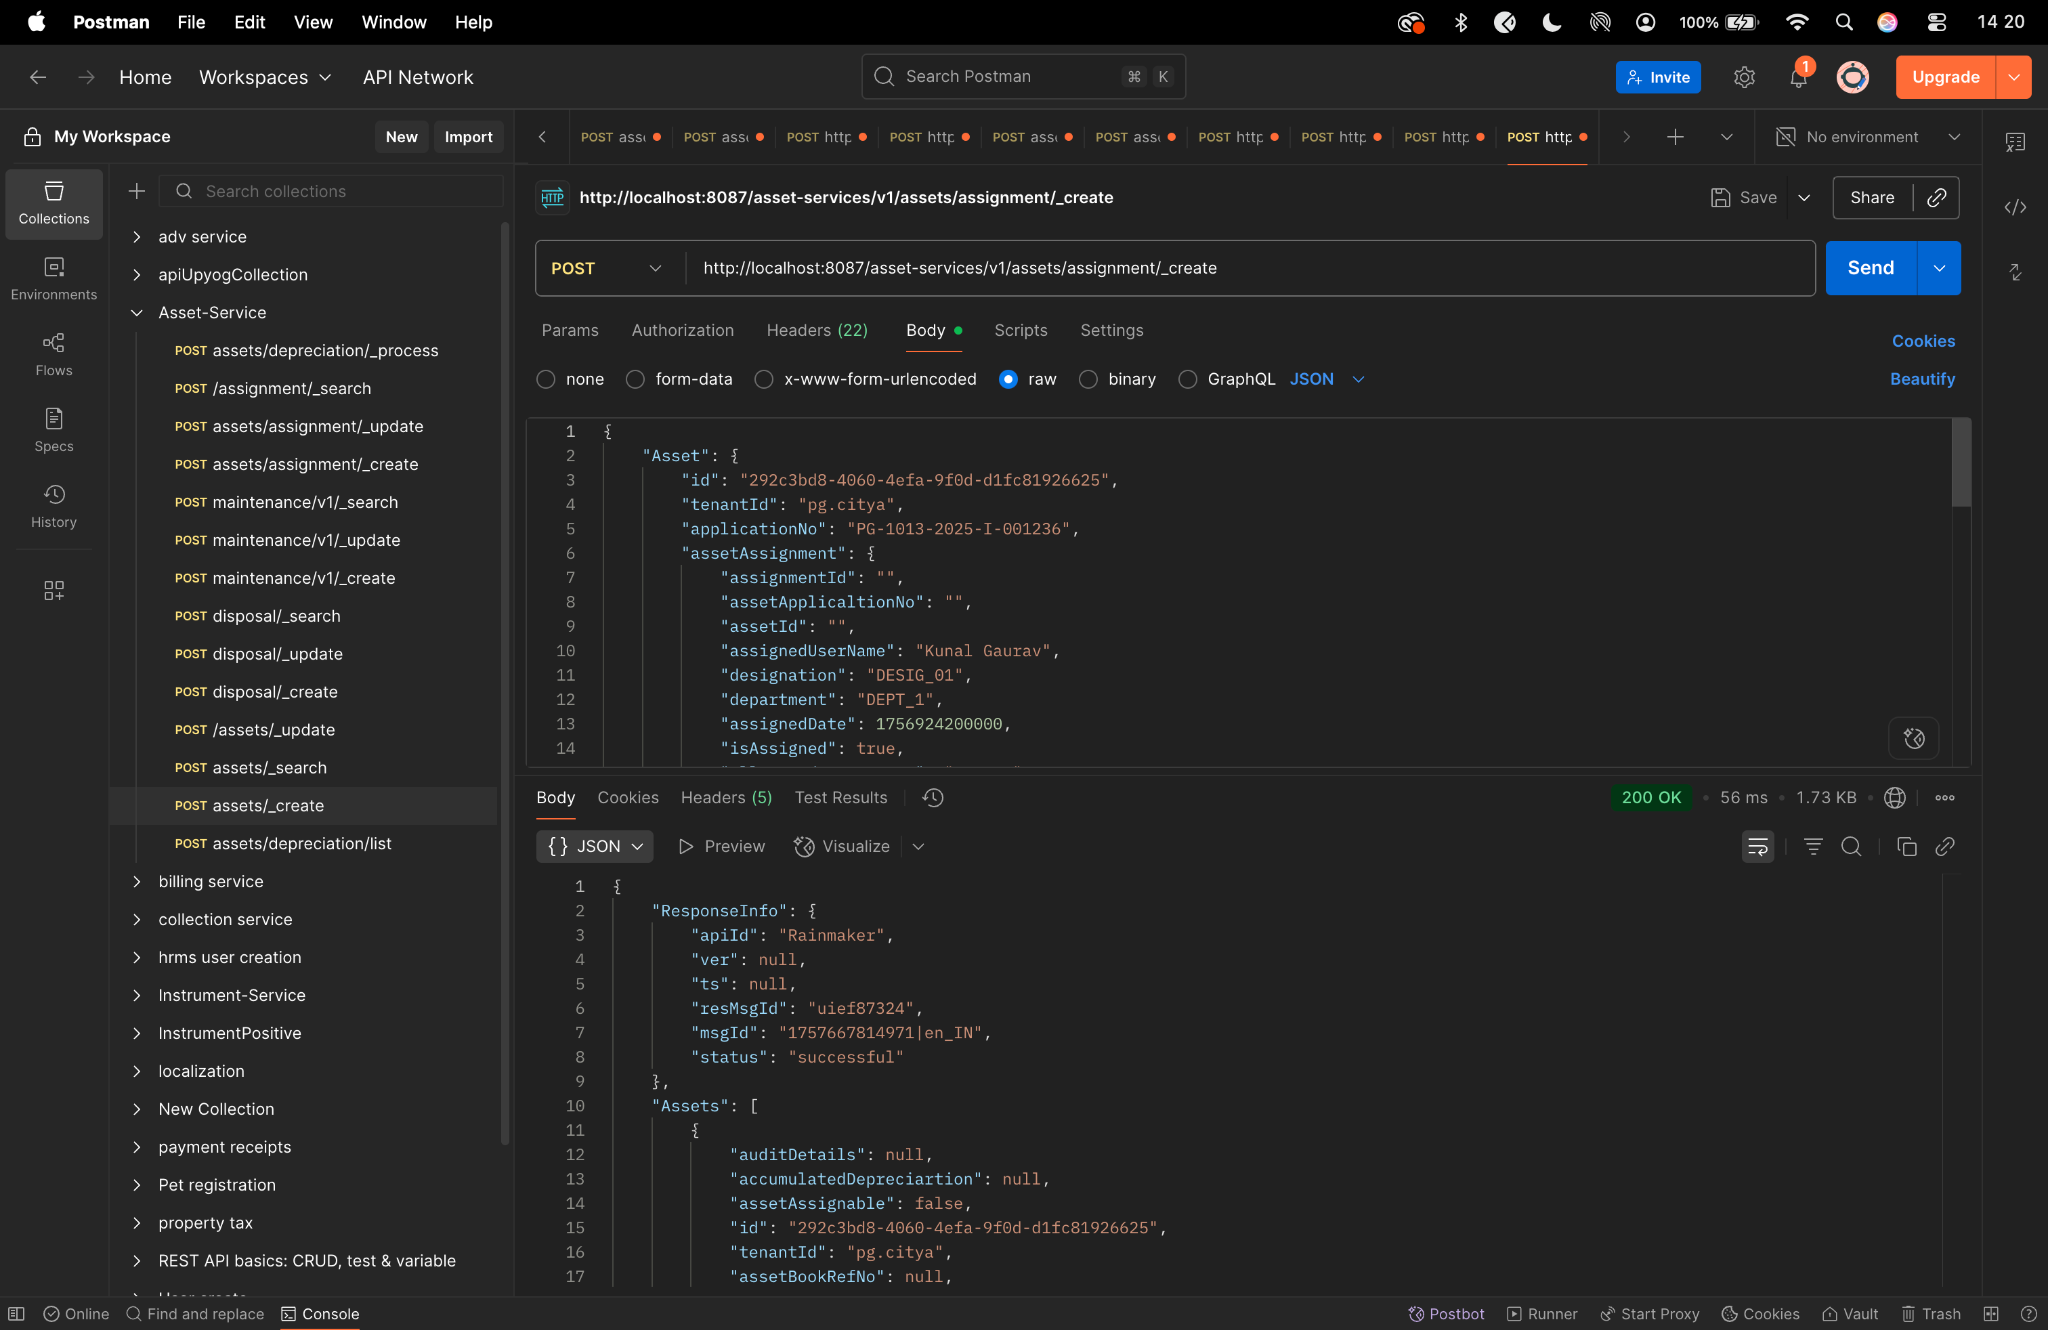 Postman File Edit View Window Help 100% 14 20
Home Workspaces API Network Search Postman ⌘ K Invite 1 Upgrade
My Workspace New Import
POST ass POST ass POST http POST http POST ass POST ass POST http POST http POST http POST http No environment
Collections
Environments
Flows
Specs
History
Search collections
adv service
apiUpyogCollection
Asset-Service
POST assets/depreciation/_process
POST /assignment/_search
POST assets/assignment/_update
POST assets/assignment/_create
POST maintenance/v1/_search
POST maintenance/v1/_update
POST maintenance/v1/_create
POST disposal/_search
POST disposal/_update
POST disposal/_create
POST /assets/_update
POST assets/_search
POST assets/_create
POST assets/depreciation/list
billing service
collection service
hrms user creation
Instrument-Service
InstrumentPositive
localization
New Collection
payment receipts
Pet registration
property tax
REST API basics: CRUD, test & variable
HTTP http://localhost:8087/asset-services/v1/assets/assignment/_create Save Share
POST http://localhost:8087/asset-services/v1/assets/assignment/_create Send
Params Authorization Headers (22) Body Scripts Settings Cookies
none form-data x-www-form-urlencoded raw binary GraphQL JSON Beautify
1 {
2 "Asset": {
3 "id": "292c3bd8-4060-4efa-9f0d-d1fc81926625",
4 "tenantId": "pg.citya",
5 "applicationNo": "PG-1013-2025-I-001236",
6 "assetAssignment": {
7 "assignmentId": "",
8 "assetApplicaltionNo": "",
9 "assetId": "",
10 "assignedUserName": "Kunal Gaurav",
11 "designation": "DESIG_01",
12 "department": "DEPT_1",
13 "assignedDate": 1756924200000,
14 "isAssigned": true,
Body Cookies Headers (5) Test Results 200 OK 56 ms 1.73 KB
{} JSON Preview Visualize
1 {
2 "ResponseInfo": {
3 "apiId": "Rainmaker",
4 "ver": null,
5 "ts": null,
6 "resMsgId": "uief87324",
7 "msgId": "1757667814971|en_IN",
8 "status": "successful"
9 },
10 "Assets": [
11 {
12 "auditDetails": null,
13 "accumulatedDepreciartion": null,
14 "assetAssignable": false,
15 "id": "292c3bd8-4060-4efa-9f0d-d1fc81926625",
16 "tenantId": "pg.citya",
17 "assetBookRefNo": null,
Online Find and replace Console Postbot Runner Start Proxy Cookies Vault Trash